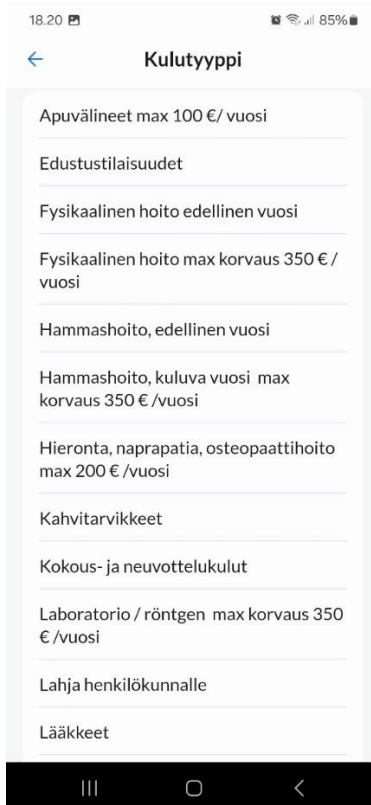 18.20 85%
Kulutyyppi
Apuvälineet max 100 €/ vuosi
Edustustilaisuudet
Fysikaalinen hoito edellinen vuosi
Fysikaalinen hoito max korvaus 350 € /
vuosi
Hammashoito, edellinen vuosi
Hammashoito, kuluva vuosi max
korvaus 350 € /vuosi
Hieronta, naprapatia, osteopaattihoito
max 200 € /vuosi
Kahvitarvikkeet
Kokous- ja neuvottelukulut
Laboratorio / röntgen max korvaus 350
€ /vuosi
Lahja henkilökunnalle
Lääkkeet